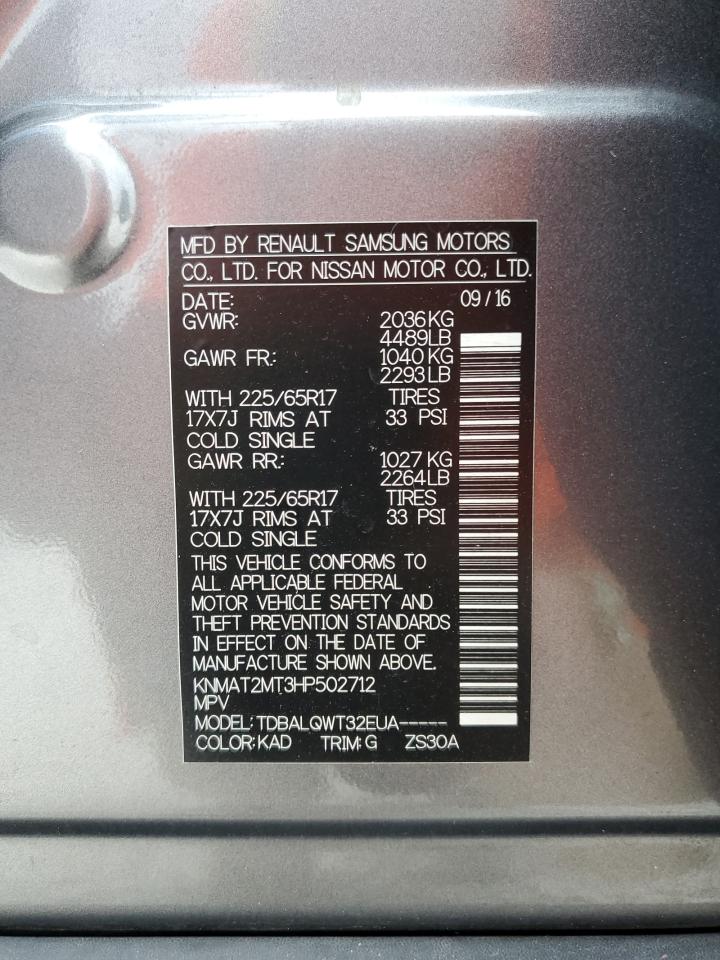 MFD BY RENAULT SAMSUNG MOTORS
CO., LTD. FOR NISSAN MOTOR CO., LTD.
DATE: 09/16
GVWR: 2036KG
4489LB
GAWR FR.: 1040KG
2293LB
WITH 225/65R17 TIRES
17X7J RIMS AT 33 PSI
COLD SINGLE
GAWR RR.: 1027KG
2264LB
WITH 225/65R17 TIRES
17X7J RIMS AT 33 PSI
COLD SINGLE
THIS VEHICLE CONFORMS TO
ALL APPLICABLE FEDERAL
MOTOR VEHICLE SAFETY AND
THEFT PREVENTION STANDARDS
IN EFFECT ON THE DATE OF
MANUFACTURE SHOWN ABOVE.
KNMAT2MT3HP502712
MPV
MODEL: TDBALQWT32EUA-----
COLOR: KAD TRIM: G ZS30A